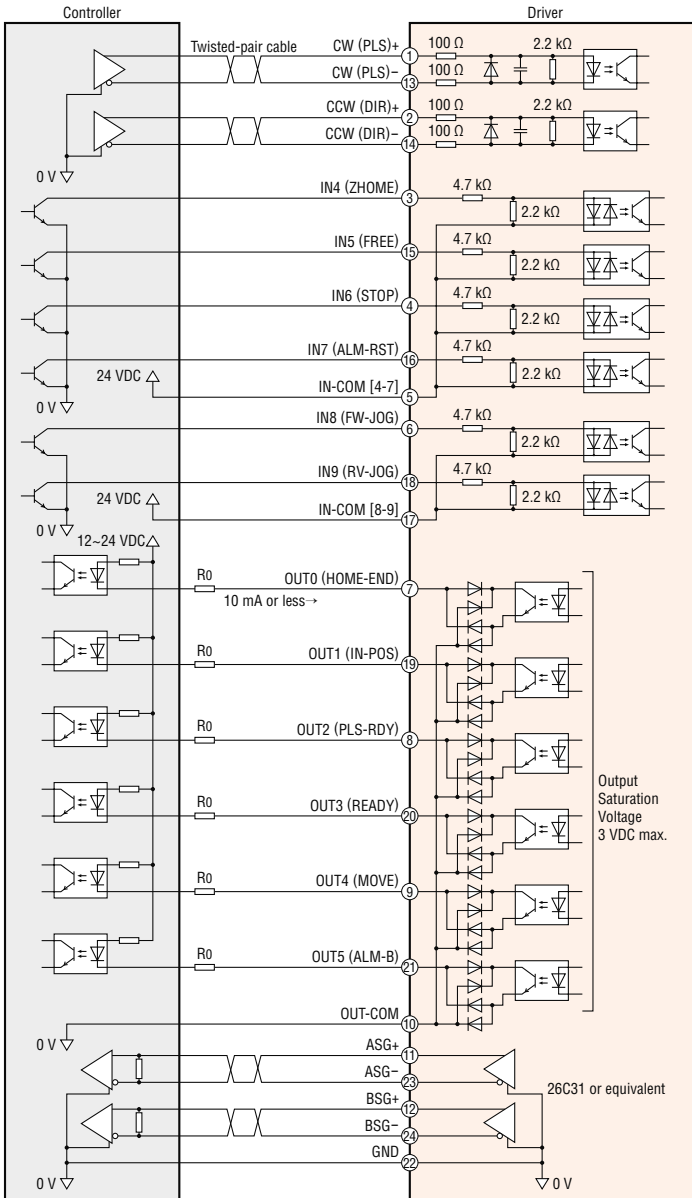 Controller
Driver
Twisted-pair cable
CW (PLS)+
1
100 Ω
2.2 kΩ
CW (PLS)−
13
100 Ω
CCW (DIR)+
2
100 Ω
2.2 kΩ
CCW (DIR)−
14
100 Ω
0 V
IN4 (ZHOME)
3
4.7 kΩ
2.2 kΩ
IN5 (FREE)
15
4.7 kΩ
2.2 kΩ
IN6 (STOP)
4
4.7 kΩ
2.2 kΩ
IN7 (ALM-RST)
16
4.7 kΩ
2.2 kΩ
24 VDC
IN-COM [4-7]
5
0 V
IN8 (FW-JOG)
6
4.7 kΩ
2.2 kΩ
IN9 (RV-JOG)
18
4.7 kΩ
2.2 kΩ
24 VDC
IN-COM [8-9]
17
0 V
12~24 VDC
R0
OUT0 (HOME-END)
7
10 mA or less→
R0
OUT1 (IN-POS)
19
R0
OUT2 (PLS-RDY)
8
R0
OUT3 (READY)
20
Output
Saturation
Voltage
3 VDC max.
R0
OUT4 (MOVE)
9
R0
OUT5 (ALM-B)
21
OUT-COM
10
0 V
ASG+
11
ASG−
23
26C31 or equivalent
BSG+
12
BSG−
24
GND
22
0 V
0 V